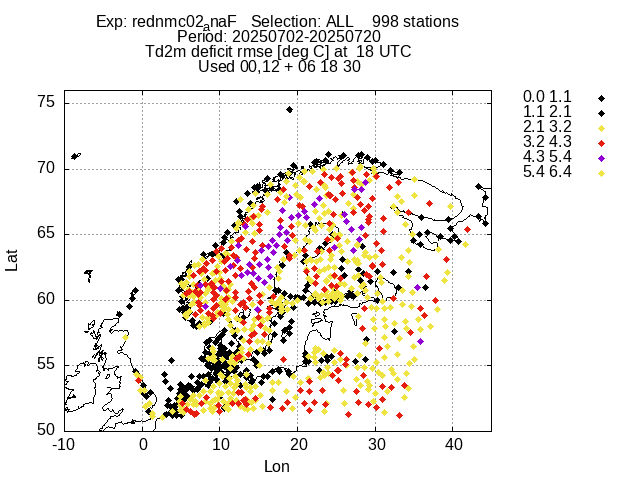 Exp: rednmc02anaF Selection: ALL 998 stations
Period: 20250702-20250720
Td2m deficit rmse [deg C] at 18 UTC
Used 00,12 + 06 18 30
0.0 1.1
1.1 2.1
2.1 3.2
3.2 4.3
4.3 5.4
5.4 6.4
75
70
65
60
55
50
Lat
-10 0 10 20 30 40
Lon